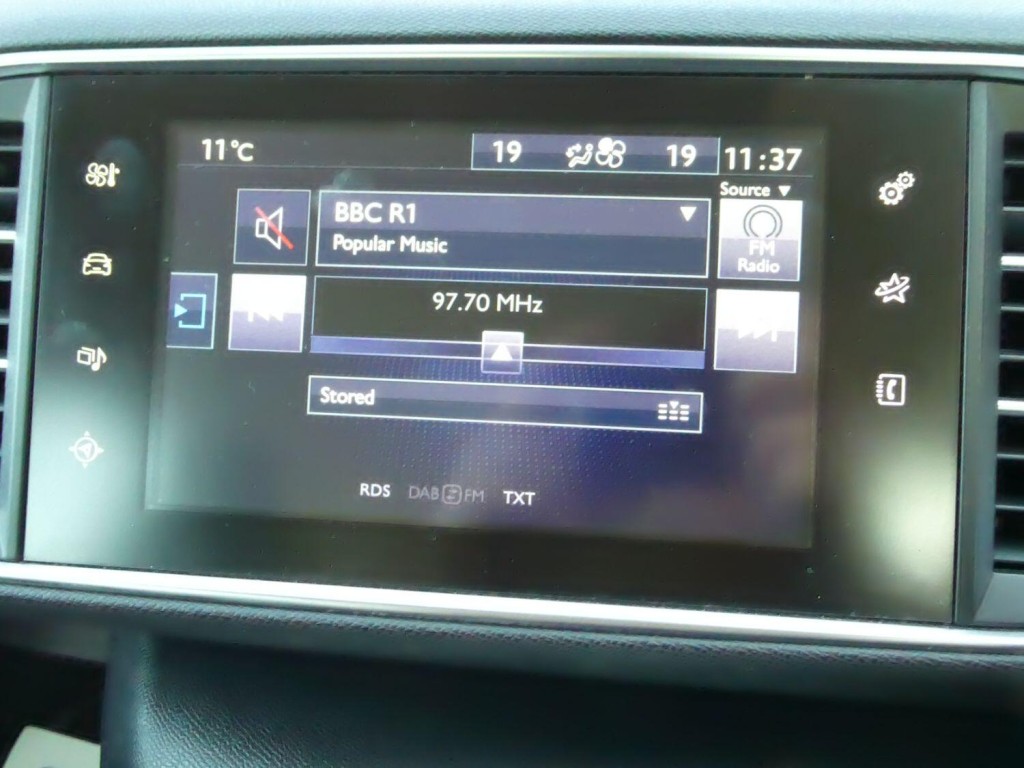 11°C
19 19
11:37
Source
BBC R1
Popular Music
FM
Radio
97.70 MHz
Stored
RDS DAB FM TXT